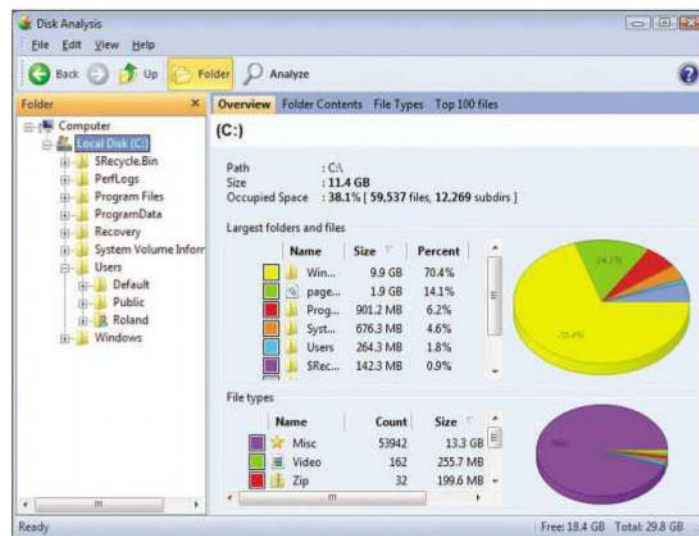 Disk Analysis
File Edit View Help
Back Up Folder Analyze
Folder
Computer
Local Disk (C:)
$Recycle.Bin
PerfLogs
Program Files
ProgramData
Recovery
System Volume Inforr
Users
Default
Public
Roland
Windows
Overview Folder Contents File Types Top 100 files
(C:)
Path : C:\
Size : 11.4 GB
Occupied Space : 38.1% [ 59,537 files, 12,269 subdirs ]
Largest folders and files
Name Size Percent
Win... 9.9 GB 70.4%
page... 1.9 GB 14.1%
Prog... 901.2 MB 6.2%
Syst... 676.3 MB 4.6%
Users 264.3 MB 1.8%
$Rec... 142.3 MB 0.9%
14.1%
70.4%
File types
Name Count Size
Misc 53942 13.3 GB
Video 162 255.7 MB
Zip 32 199.6 MB
Ready
Free: 18.4 GB Total: 29.8 GB